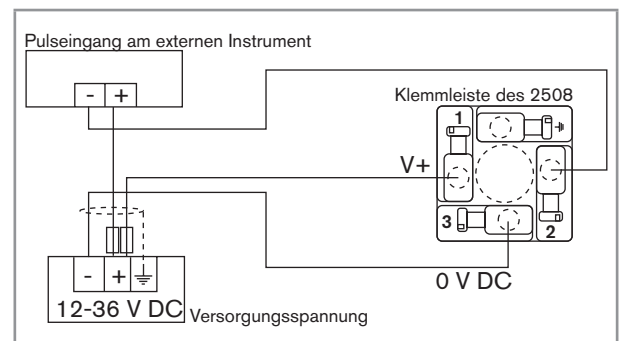 Pulseingang am externen Instrument
- +
Klemmleiste des 2508
1
V+
3
2
0 V DC
- +
12-36 V DC
Versorgungsspannung